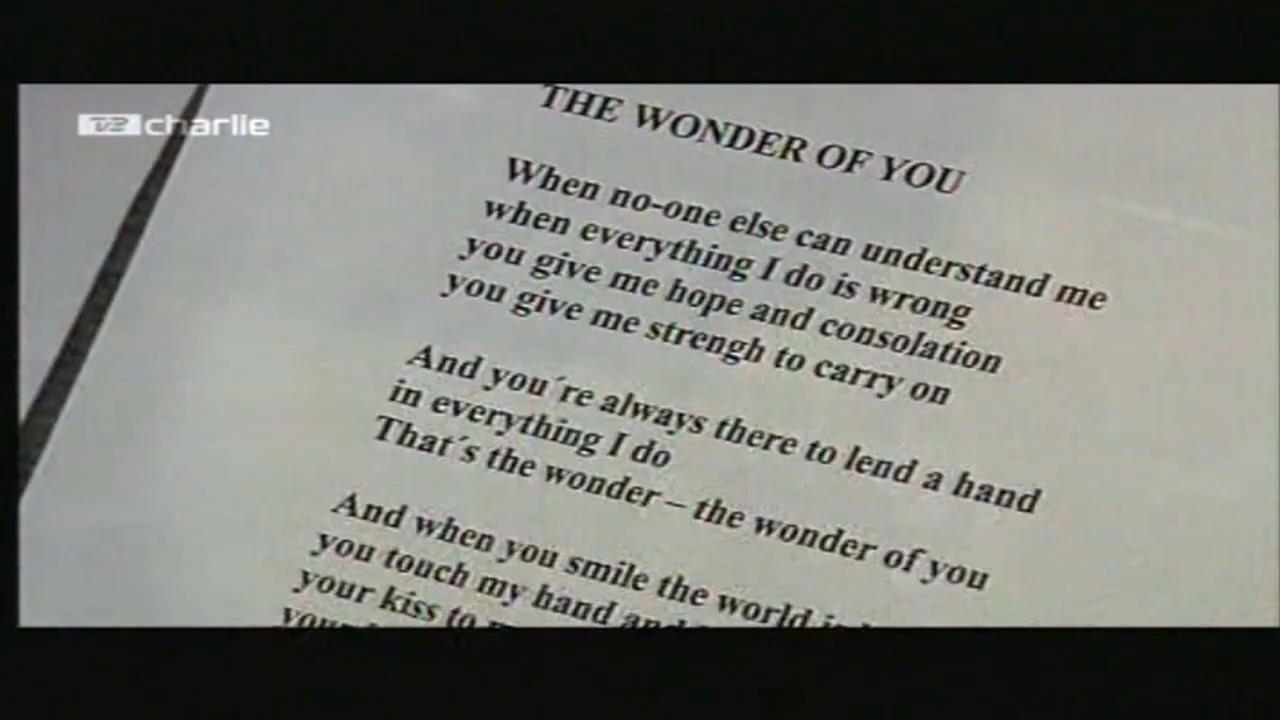 TV2 charlie
THE WONDER OF YOU
When no-one else can understand me
when everything I do is wrong
you give me hope and consolation
you give me strengh to carry on
And you´re always there to lend a hand
in everything I do
That´s the wonder – the wonder of you
And when you smile the world
you touch my hand and
your kiss to